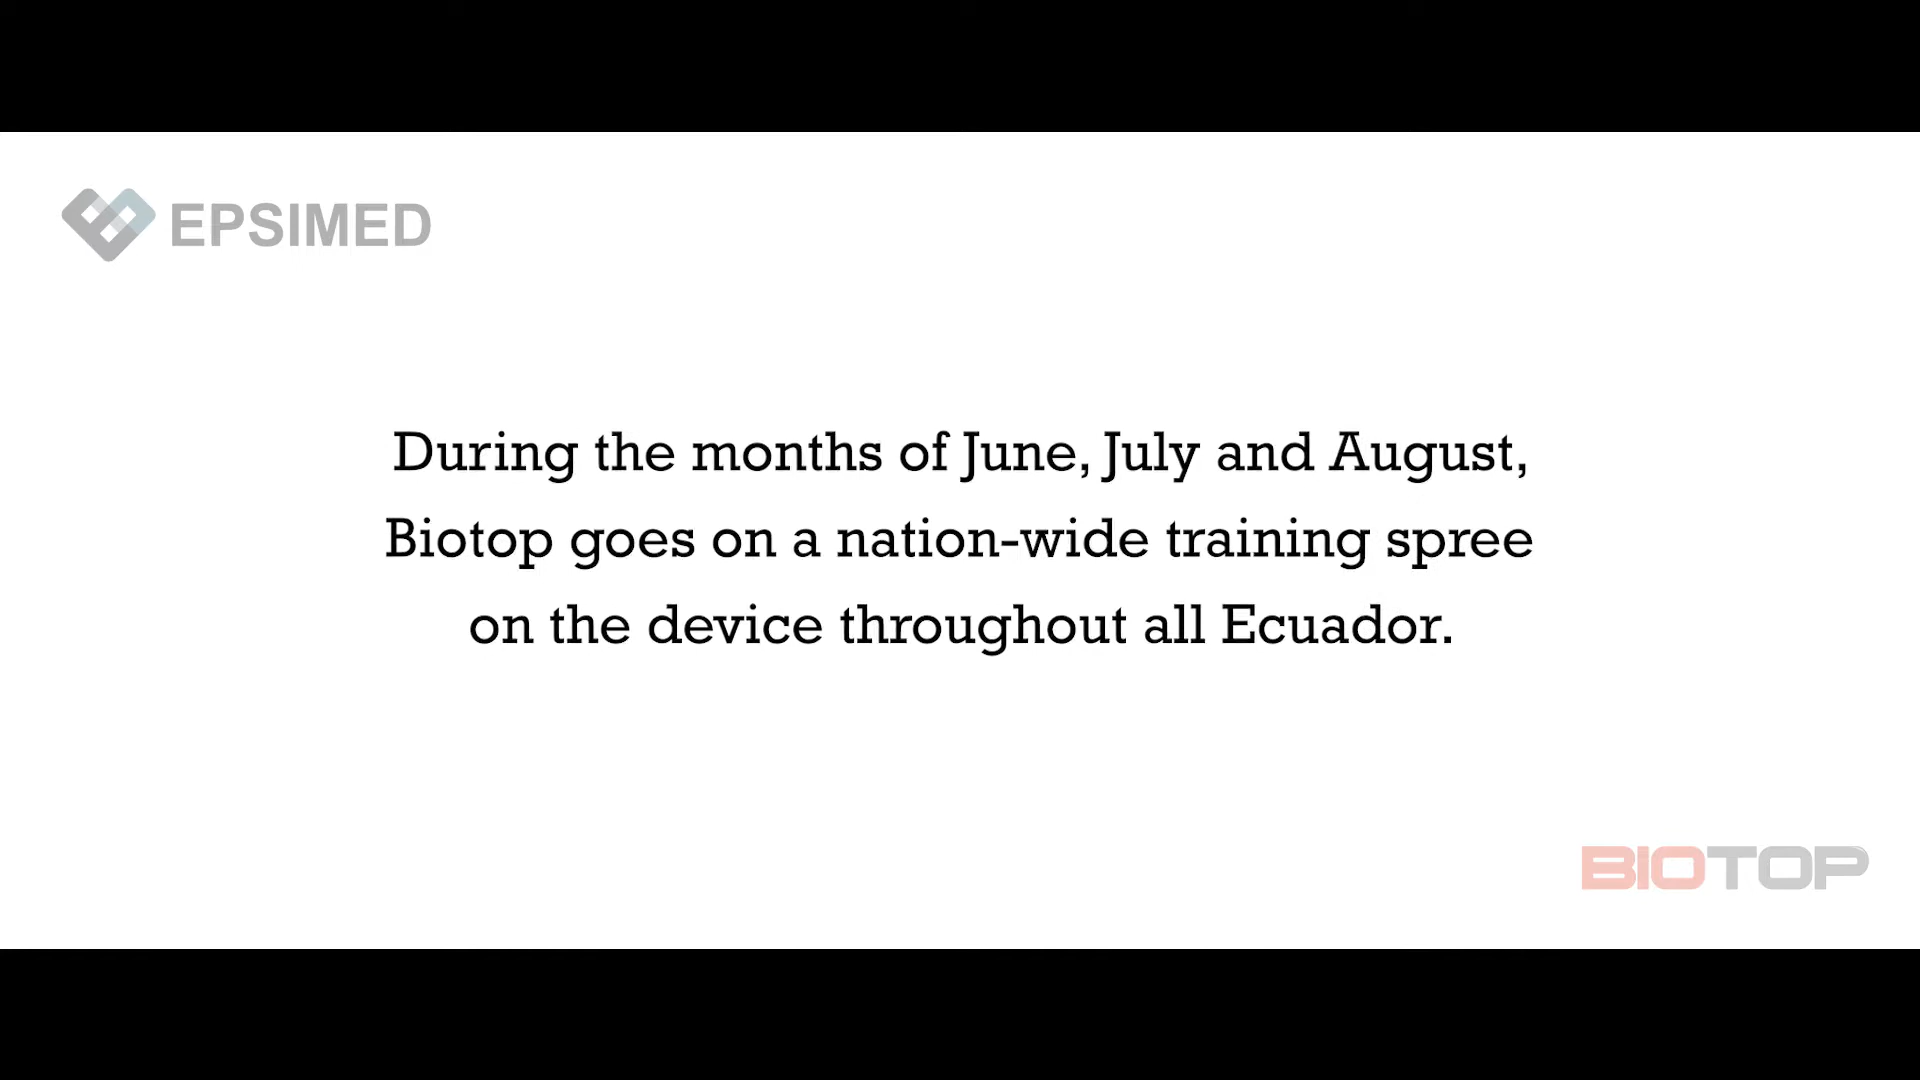 EPSIMED
During the months of June, July and August,
Biotop goes on a nation-wide training spree
on the device throughout all Ecuador.
BIOTOP